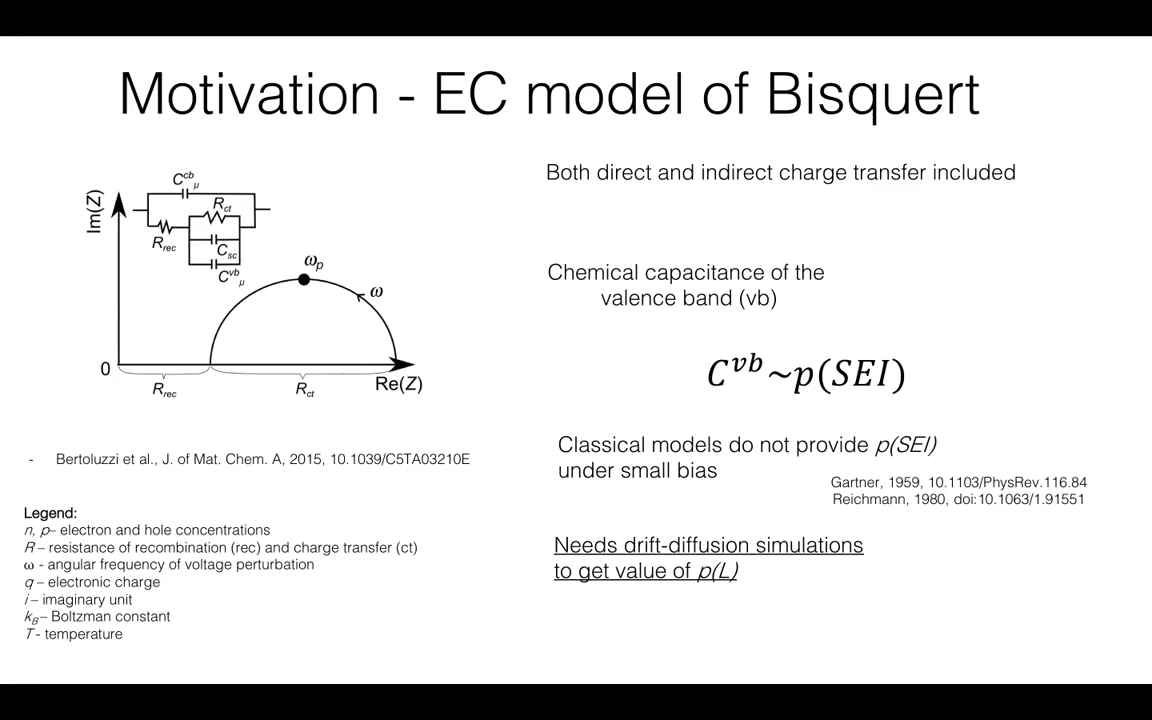 Motivation - EC model of Bisquert
C^cb_μ
R_ct
R_rec
C_sc
C^vb_μ
Im(Z)
ω_p
ω
0
R_rec
R_ct
Re(Z)
Both direct and indirect charge transfer included
Chemical capacitance of the
valence band (vb)
C^vb~p(SEI)
Classical models do not provide p(SEI)
under small bias
Gartner, 1959, 10.1103/PhysRev.116.84
Reichmann, 1980, doi:10.1063/1.91551
Needs drift-diffusion simulations
to get value of p(L)
- Bertoluzzi et al., J. of Mat. Chem. A, 2015, 10.1039/C5TA03210E
Legend:
n, p– electron and hole concentrations
R – resistance of recombination (rec) and charge transfer (ct)
ω - angular frequency of voltage perturbation
q – electronic charge
i – imaginary unit
k_B – Boltzman constant
T - temperature